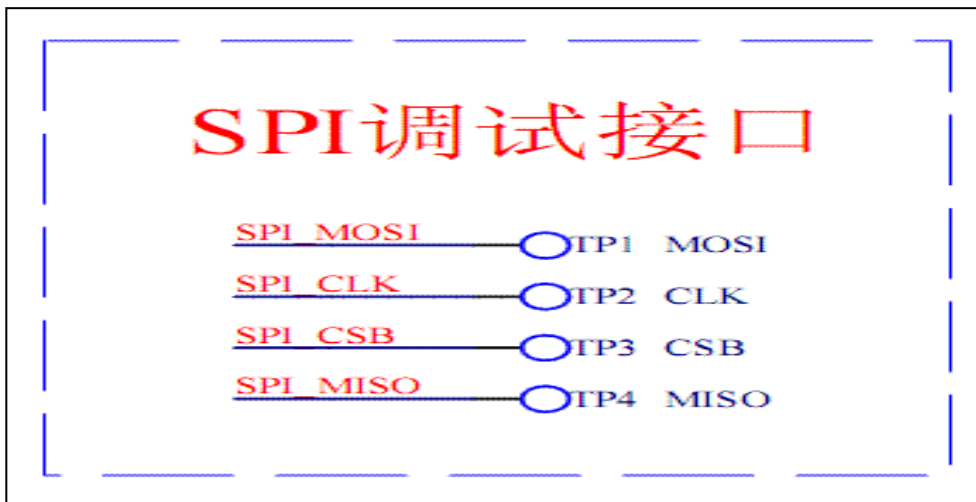 SPI调试接口
SPI_MOSI TP1 MOSI
SPI_CLK TP2 CLK
SPI_CSB TP3 CSB
SPI_MISO TP4 MISO